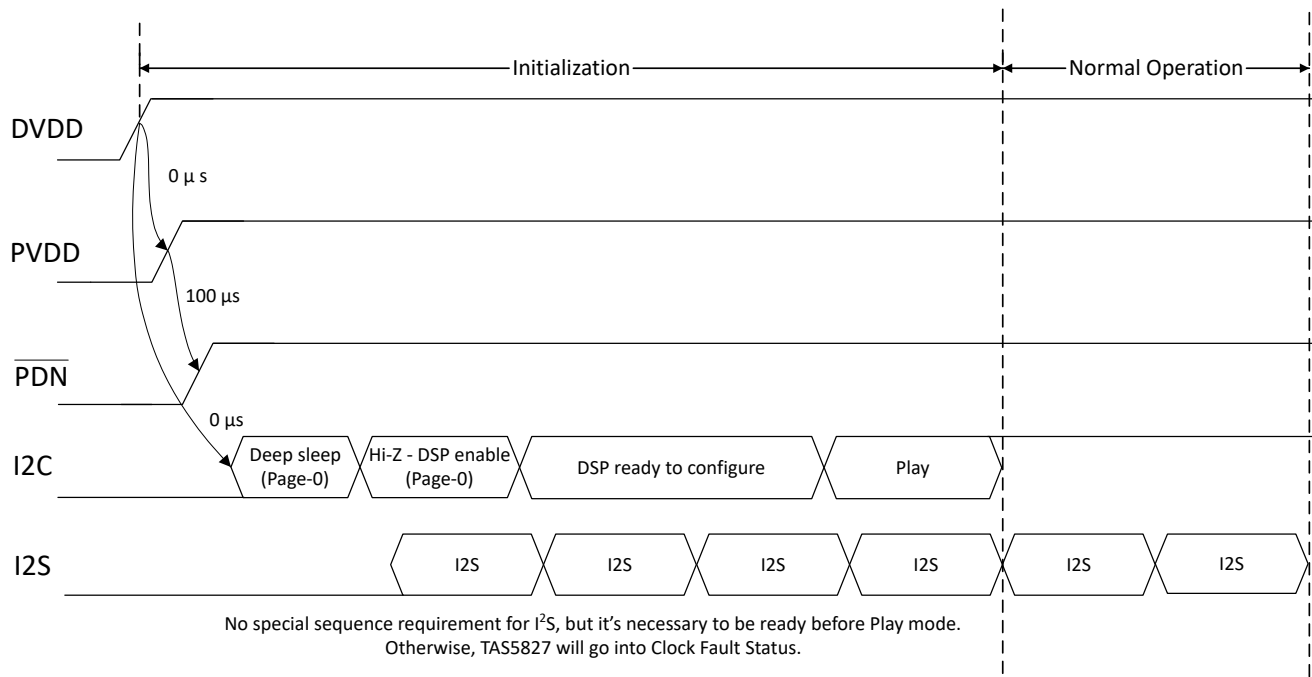 Initialization
Normal Operation
DVDD
0 μ s
PVDD
100 μs
PDN
0 μs
I2C
Deep sleep
(Page-0)
Hi-Z - DSP enable
(Page-0)
DSP ready to configure
Play
I2S
I2S
I2S
I2S
I2S
I2S
I2S
No special sequence requirement for I²S, but it's necessary to be ready before Play mode.
Otherwise, TAS5827 will go into Clock Fault Status.